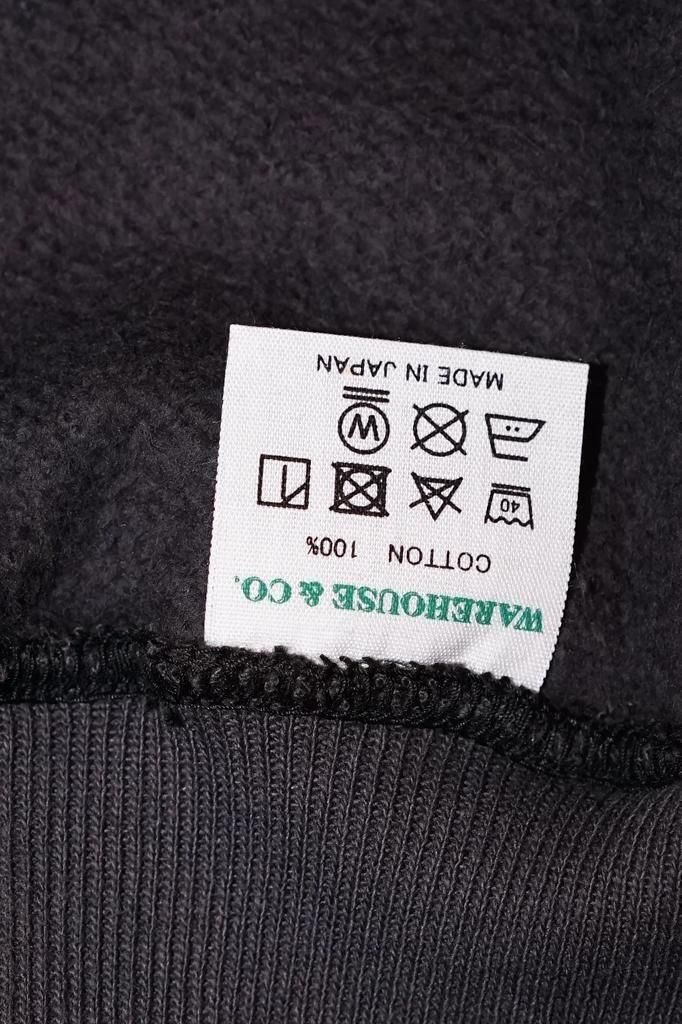 WAREHOUSE & CO.
COTTON 100%
40
W
MADE IN JAPAN